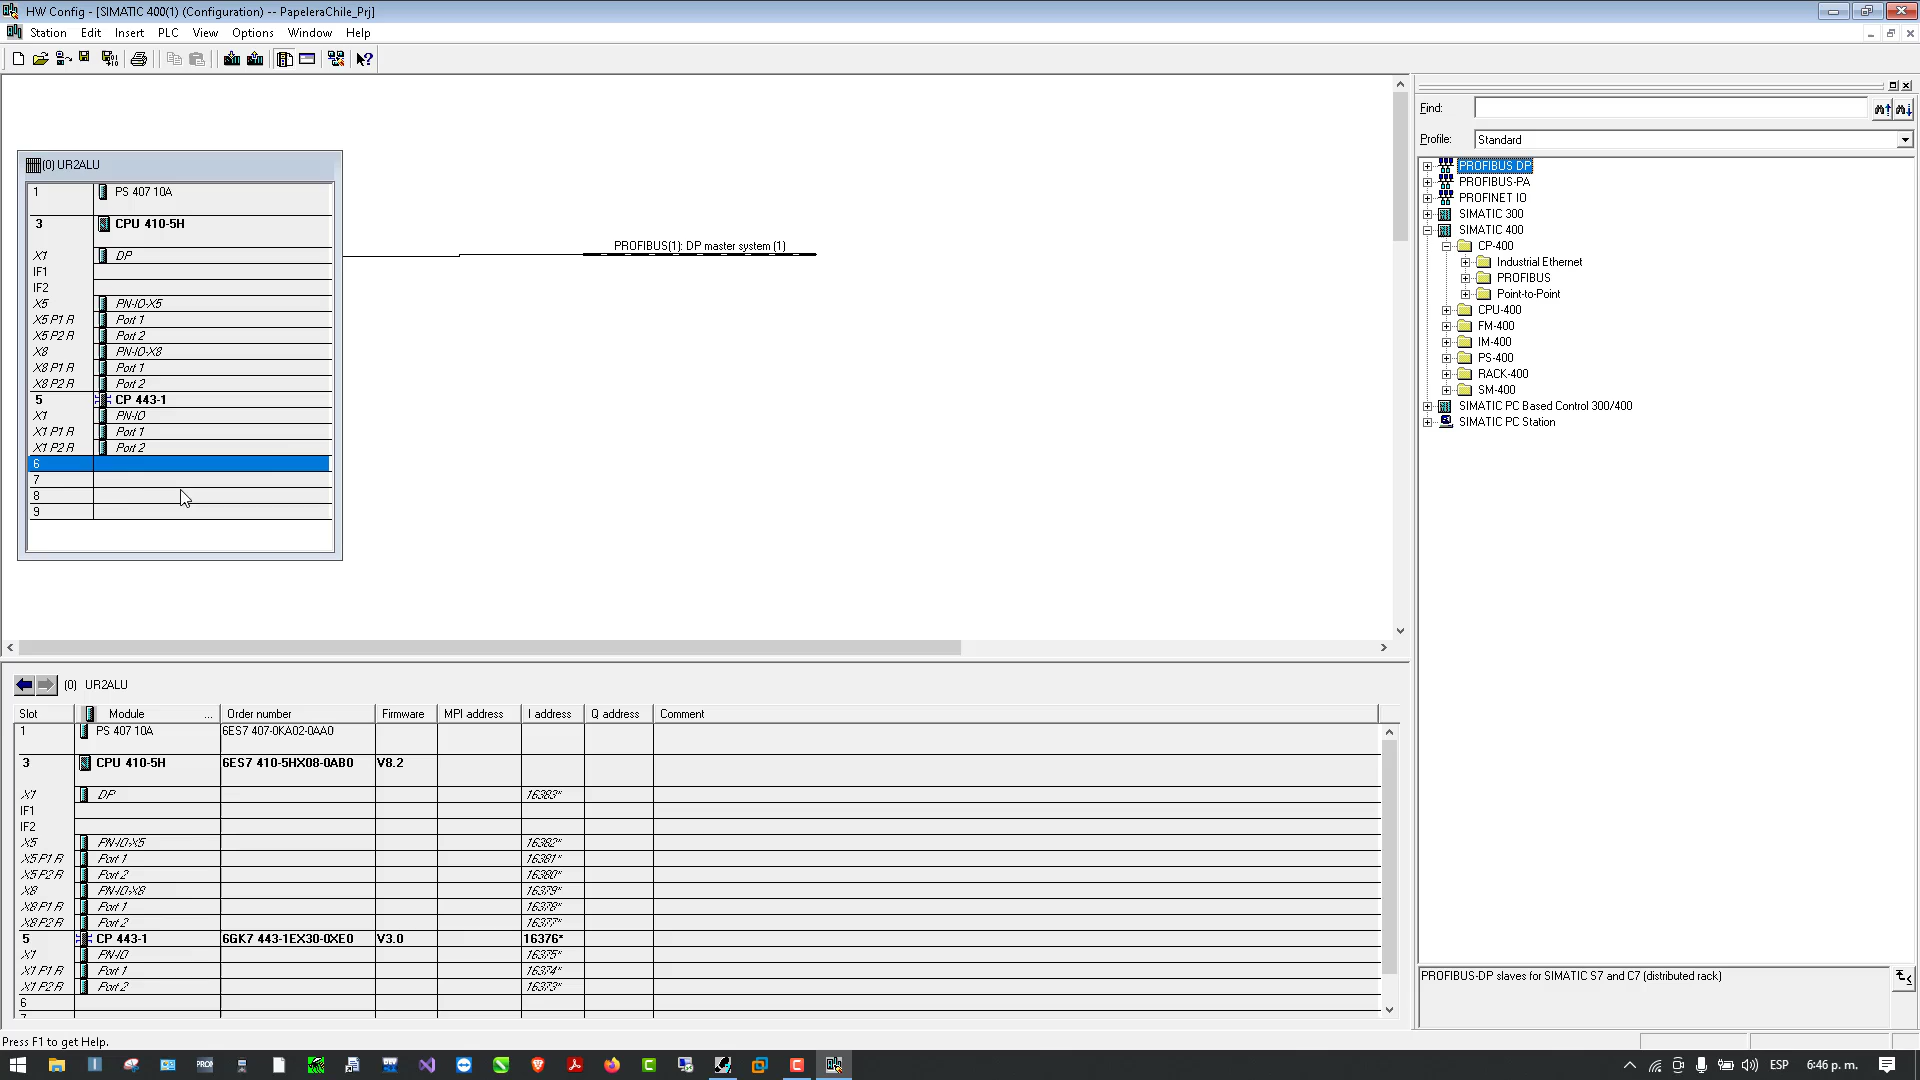 HW Config - [SIMATIC 400(1) (Configuration) -- PapeleraChile_Prj]
Station Edit Insert PLC View Options Window Help
(0) UR2ALU
1 PS 407 10A
3 CPU 410-5H
X1 DP
IF1
IF2
X5 PN-IO-X5
X5 P1 R Port 1
X5 P2 R Port 2
X8 PN-IO-X8
X8 P1 R Port 1
X8 P2 R Port 2
5 CP 443-1
X1 PN-IO
X1 P1 R Port 1
X1 P2 R Port 2
6
7
8
9
PROFIBUS(1): DP master system (1)
Find:
Profile: Standard
PROFIBUS DP
PROFIBUS-PA
PROFINET IO
SIMATIC 300
SIMATIC 400
CP-400
Industrial Ethernet
PROFIBUS
Point-to-Point
CPU-400
FM-400
IM-400
PS-400
RACK-400
SM-400
SIMATIC PC Based Control 300/400
SIMATIC PC Station
PROFIBUS-DP slaves for SIMATIC S7 and C7 (distributed rack)
(0) UR2ALU
Slot Module ... Order number Firmware MPI address I address Q address Comment
1 PS 407 10A 6ES7 407-0KA02-0AA0
3 CPU 410-5H 6ES7 410-5HX08-0AB0 V8.2
X1 DP 16383*
IF1
IF2
X5 PN-IO-X5 16382*
X5 P1 R Port 1 16381*
X5 P2 R Port 2 16380*
X8 PN-IO-X8 16379*
X8 P1 R Port 1 16378*
X8 P2 R Port 2 16377*
5 CP 443-1 6GK7 443-1EX30-0XE0 V3.0 16376*
X1 PN-IO 16375*
X1 P1 R Port 1 16374*
X1 P2 R Port 2 16373*
6
7
Press F1 to get Help.
ESP 6:46 p. m.